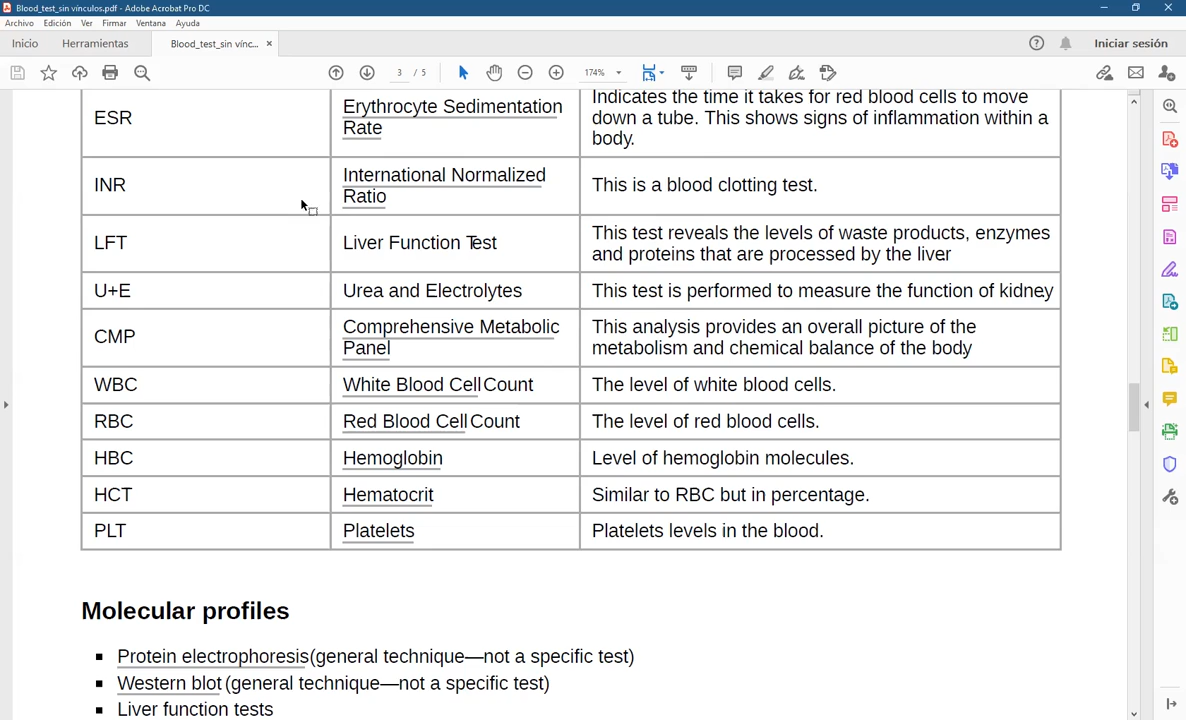 Blood_test_sin vínculos.pdf - Adobe Acrobat Pro DC
Archivo Edición Ver Firmar Ventana Ayuda
Inicio Herramientas Blood_test_sin vínc... × Iniciar sesión
3 / 5 174%
ESR Erythrocyte Sedimentation Rate Indicates the time it takes for red blood cells to move
down a tube. This shows signs of inflammation within a
body.
INR International Normalized Ratio This is a blood clotting test.
LFT Liver Function Test This test reveals the levels of waste products, enzymes
and proteins that are processed by the liver.
U+E Urea and Electrolytes This test is performed to measure the function of kidney
CMP Comprehensive Metabolic Panel This analysis provides an overall picture of the
metabolism and chemical balance of the body
WBC White Blood Cell Count The level of white blood cells.
RBC Red Blood Cell Count The level of red blood cells.
HBC Hemoglobin Level of hemoglobin molecules.
HCT Hematocrit Similar to RBC but in percentage.
PLT Platelets Platelets levels in the blood.
Molecular profiles
▪ Protein electrophoresis(general technique—not a specific test)
▪ Western blot (general technique—not a specific test)
▪ Liver function tests